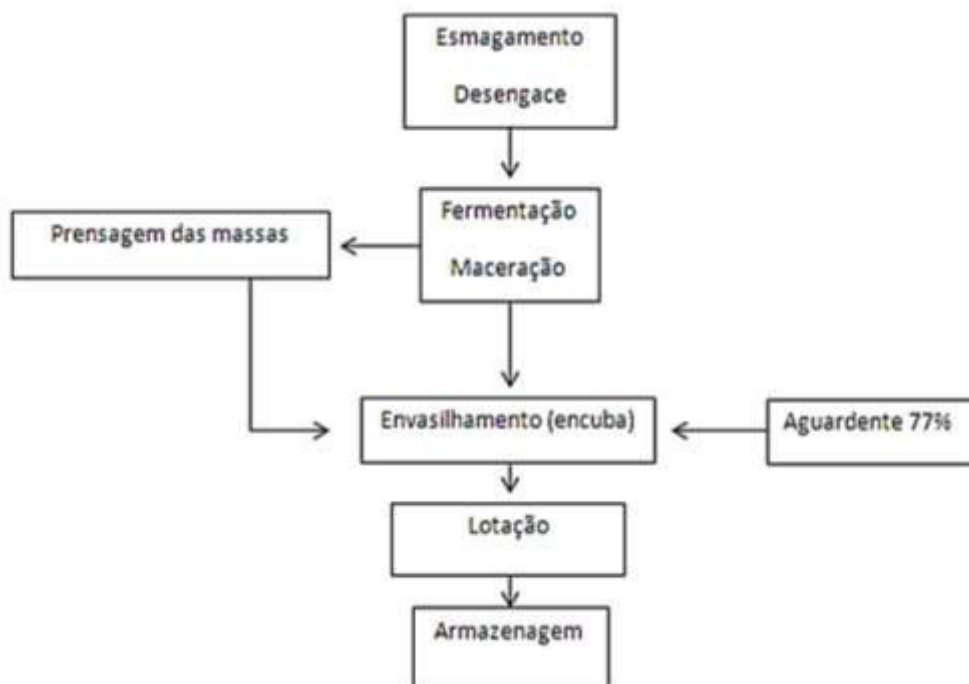 Esmagamento
Desengace
Fermentação
Maceração
Prensagem das massas
Envasilhamento (encuba)
Aguardente 77%
Lotação
Armazenagem